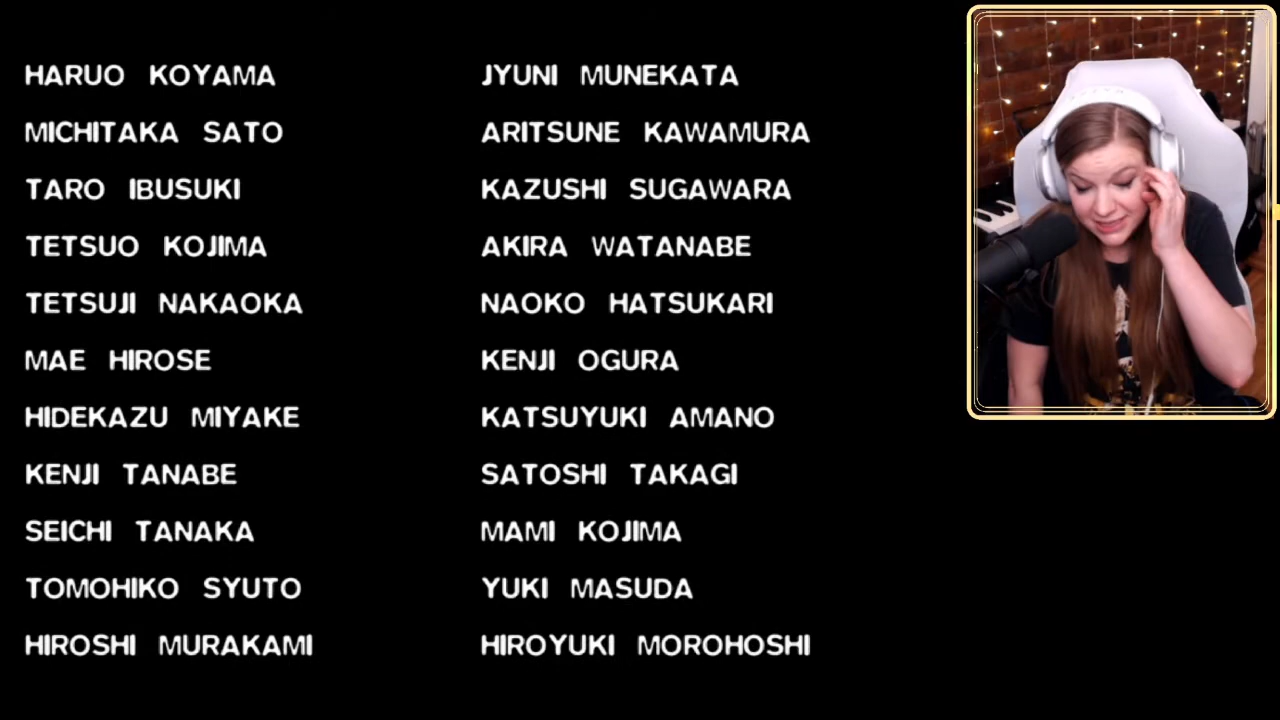 HARUO KOYAMA
MICHITAKA SATO
TARO IBUSUKI
TETSUO KOJIMA
TETSUJI NAKAOKA
MAE HIROSE
HIDEKAZU MIYAKE
KENJI TANABE
SEICHI TANAKA
TOMOHIKO SYUTO
HIROSHI MURAKAMI
JYUNI MUNEKATA
ARITSUNE KAWAMURA
KAZUSHI SUGAWARA
AKIRA WATANABE
NAOKO HATSUKARI
KENJI OGURA
KATSUYUKI AMANO
SATOSHI TAKAGI
MAMI KOJIMA
YUKI MASUDA
HIROYUKI MOROHOSHI